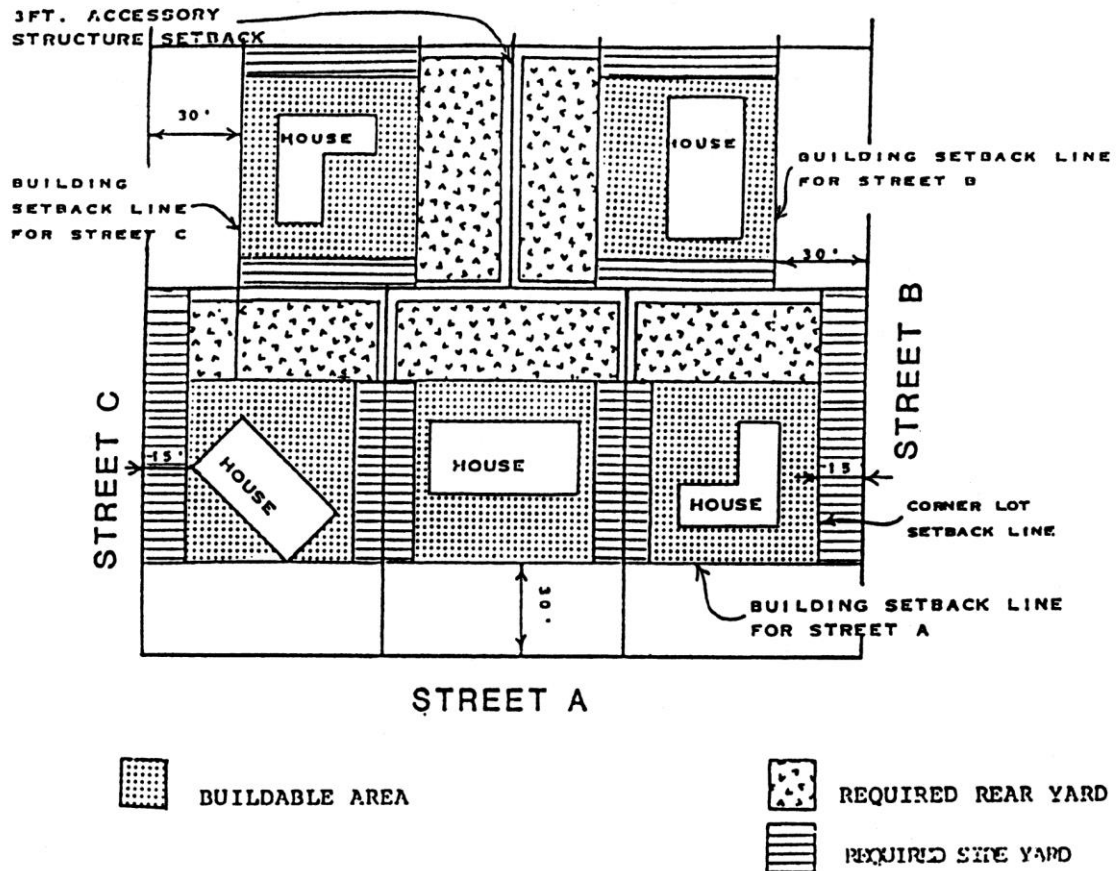 3FT. ACCESSORY
STRUCTURE SETBACK
30'
HOUSE
HOUSE
BUILDING SETBACK LINE
FOR STREET B
BUILDING
SETBACK LINE
FOR STREET C
30'
STREET B
STREET C
15'
HOUSE
HOUSE
HOUSE
15
CORNER LOT
SETBACK LINE
30'
BUILDING SETBACK LINE
FOR STREET A
STREET A
BUILDABLE AREA
REQUIRED REAR YARD
REQUIRED SIDE YARD